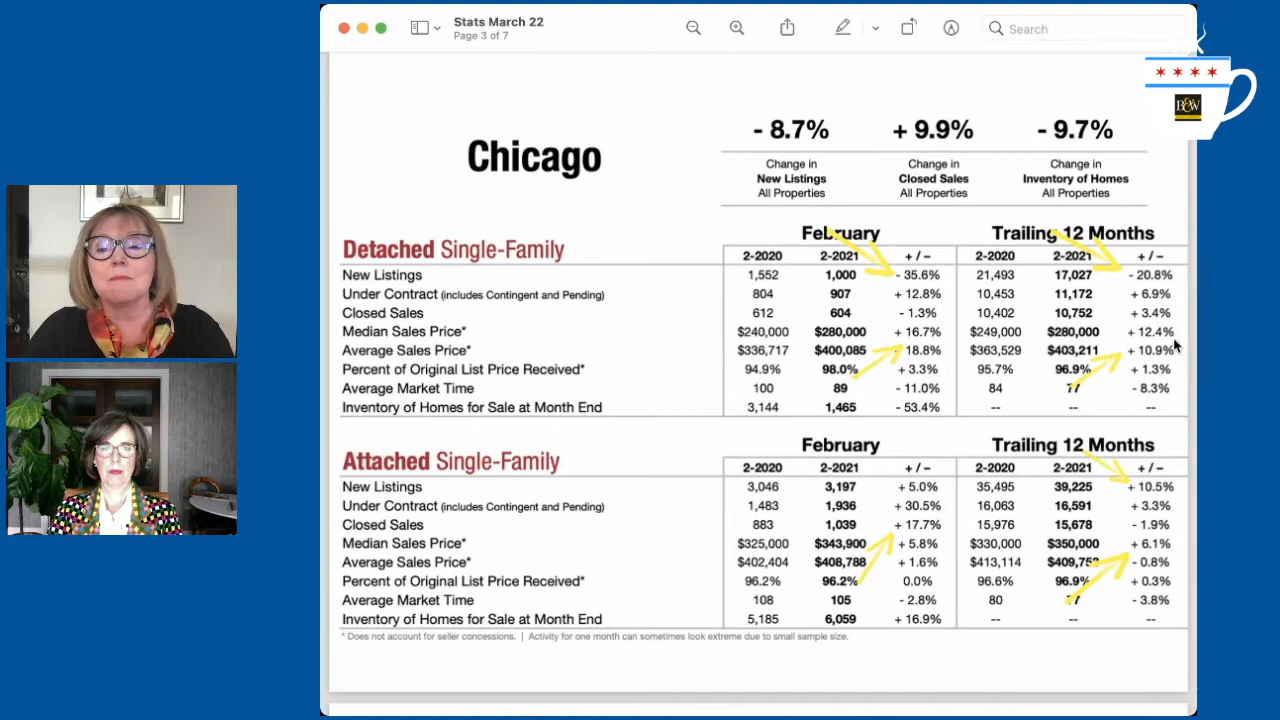 Stats March 22
Page 3 of 7
Search
B&W
Chicago
- 8.7% + 9.9% - 9.7%
Change in Change in Change in
New Listings Closed Sales Inventory of Homes
All Properties All Properties All Properties
Detached Single-Family February Trailing 12 Months
2-2020 2-2021 + / – 2-2020 2-2021 + / –
New Listings 1,552 1,000 - 35.6% 21,493 17,027 - 20.8%
Under Contract (includes Contingent and Pending) 804 907 + 12.8% 10,453 11,172 + 6.9%
Closed Sales 612 604 - 1.3% 10,402 10,752 + 3.4%
Median Sales Price* $240,000 $280,000 + 16.7% $249,000 $280,000 + 12.4%
Average Sales Price* $336,717 $400,085 + 18.8% $363,529 $403,211 + 10.9%
Percent of Original List Price Received* 94.9% 98.0% + 3.3% 95.7% 96.9% + 1.3%
Average Market Time 100 89 - 11.0% 84 77 - 8.3%
Inventory of Homes for Sale at Month End 3,144 1,465 - 53.4% -- -- --
Attached Single-Family February Trailing 12 Months
2-2020 2-2021 + / – 2-2020 2-2021 + / –
New Listings 3,046 3,197 + 5.0% 35,495 39,225 + 10.5%
Under Contract (includes Contingent and Pending) 1,483 1,936 + 30.5% 16,063 16,591 + 3.3%
Closed Sales 883 1,039 + 17.7% 15,976 15,678 - 1.9%
Median Sales Price* $325,000 $343,900 + 5.8% $330,000 $350,000 + 6.1%
Average Sales Price* $402,404 $408,788 + 1.6% $413,114 $409,752 - 0.8%
Percent of Original List Price Received* 96.2% 96.2% 0.0% 96.6% 96.9% + 0.3%
Average Market Time 108 105 - 2.8% 80 77 - 3.8%
Inventory of Homes for Sale at Month End 5,185 6,059 + 16.9% -- -- --
* Does not account for seller concessions. | Activity for one month can sometimes look extreme due to small sample size.